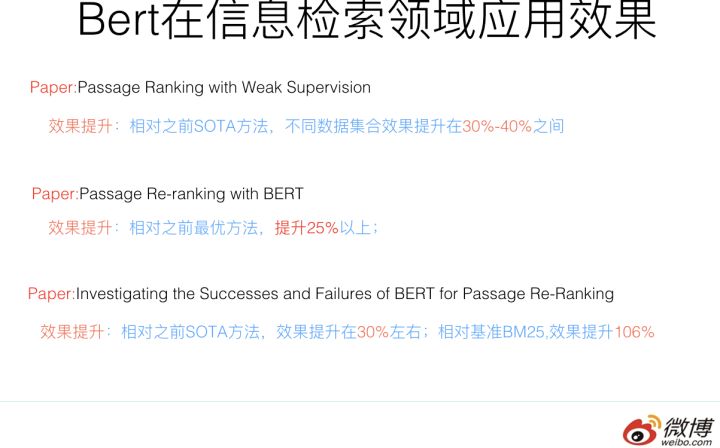 Bert在信息检索领域应用效果
Paper:Passage Ranking with Weak Supervision
效果提升：相对之前SOTA方法，不同数据集合效果提升在30%-40%之间
Paper:Passage Re-ranking with BERT
效果提升：相对之前最优方法，提升25%以上；
Paper:Investigating the Successes and Failures of BERT for Passage Re-Ranking
效果提升：相对之前SOTA方法，效果提升在30%左右；相对基准BM25,效果提升106%
微博
weibo.com